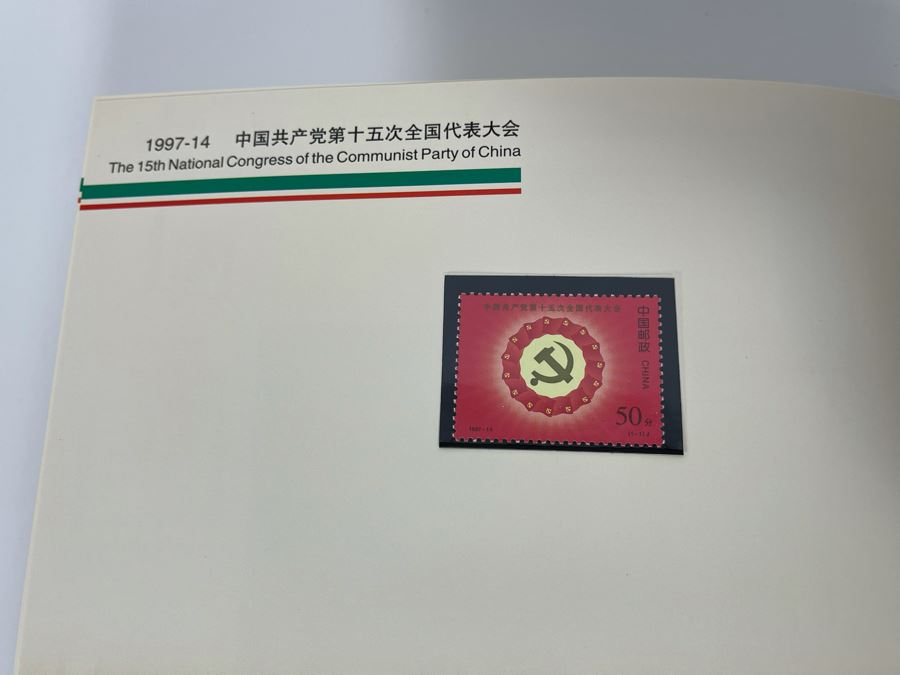 1997-14 中国共产党第十五次全国代表大会
The 15th National Congress of the Communist Party of China
中国共产党第十五次全国代表大会
中国邮政 CHINA
50分
1997-14
(1-1)J